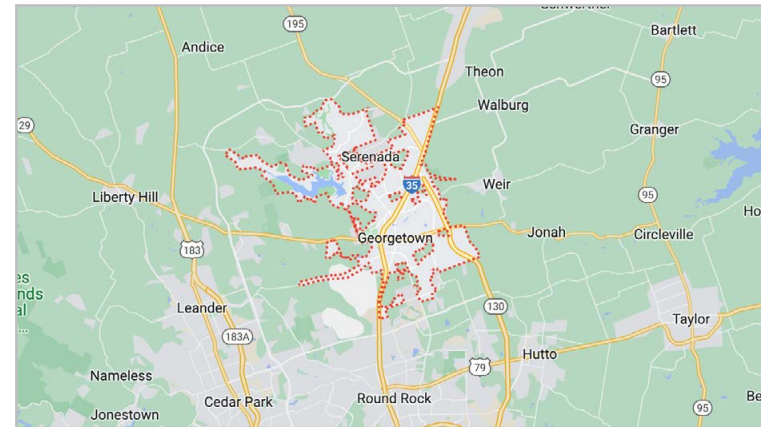 195
Andice
Bartlett
Theon
95
Walburg
29
Granger
Serenada
35
Weir
95
Liberty Hill
Georgetown
Jonah
Circleville
183
Leander
130
Taylor
183A
Hutto
79
Nameless
Cedar Park
Round Rock
95
Jonestown